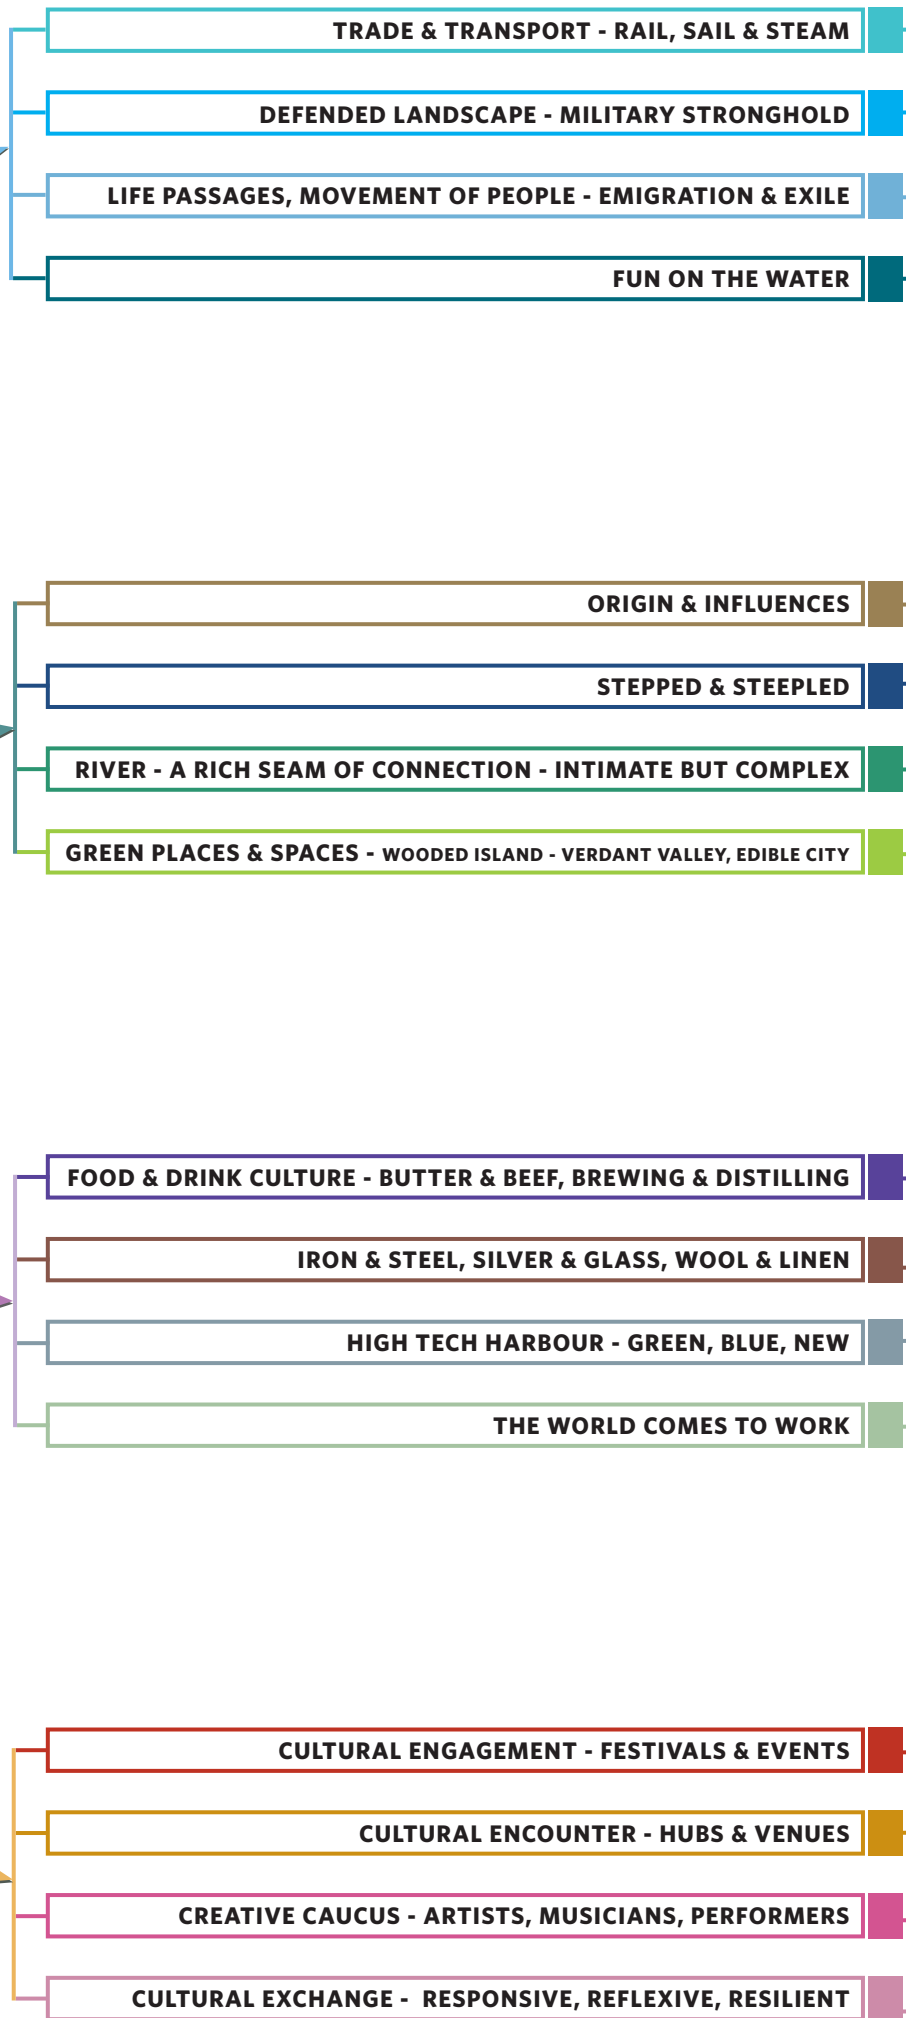 TRADE & TRANSPORT - RAIL, SAIL & STEAM
DEFENDED LANDSCAPE - MILITARY STRONGHOLD
LIFE PASSAGES, MOVEMENT OF PEOPLE - EMIGRATION & EXILE
FUN ON THE WATER
ORIGIN & INFLUENCES
STEPPED & STEEPLED
RIVER - A RICH SEAM OF CONNECTION - INTIMATE BUT COMPLEX
GREEN PLACES & SPACES - WOODED ISLAND - VERDANT VALLEY, EDIBLE CITY
FOOD & DRINK CULTURE - BUTTER & BEEF, BREWING & DISTILLING
IRON & STEEL, SILVER & GLASS, WOOL & LINEN
HIGH TECH HARBOUR - GREEN, BLUE, NEW
THE WORLD COMES TO WORK
CULTURAL ENGAGEMENT - FESTIVALS & EVENTS
CULTURAL ENCOUNTER - HUBS & VENUES
CREATIVE CAUCUS - ARTISTS, MUSICIANS, PERFORMERS
CULTURAL EXCHANGE - RESPONSIVE, REFLEXIVE, RESILIENT